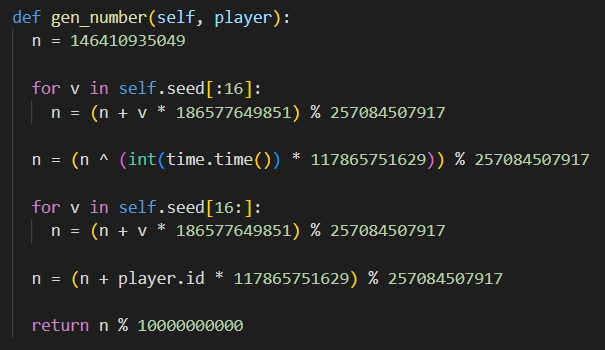 def gen_number(self, player):
n = 146410935049
for v in self.seed[:16]:
n = (n + v * 186577649851) % 257084507917
n = (n ^ (int(time.time()) * 117865751629)) % 257084507917
for v in self.seed[16:]:
n = (n + v * 186577649851) % 257084507917
n = (n + player.id * 117865751629) % 257084507917
return n % 10000000000